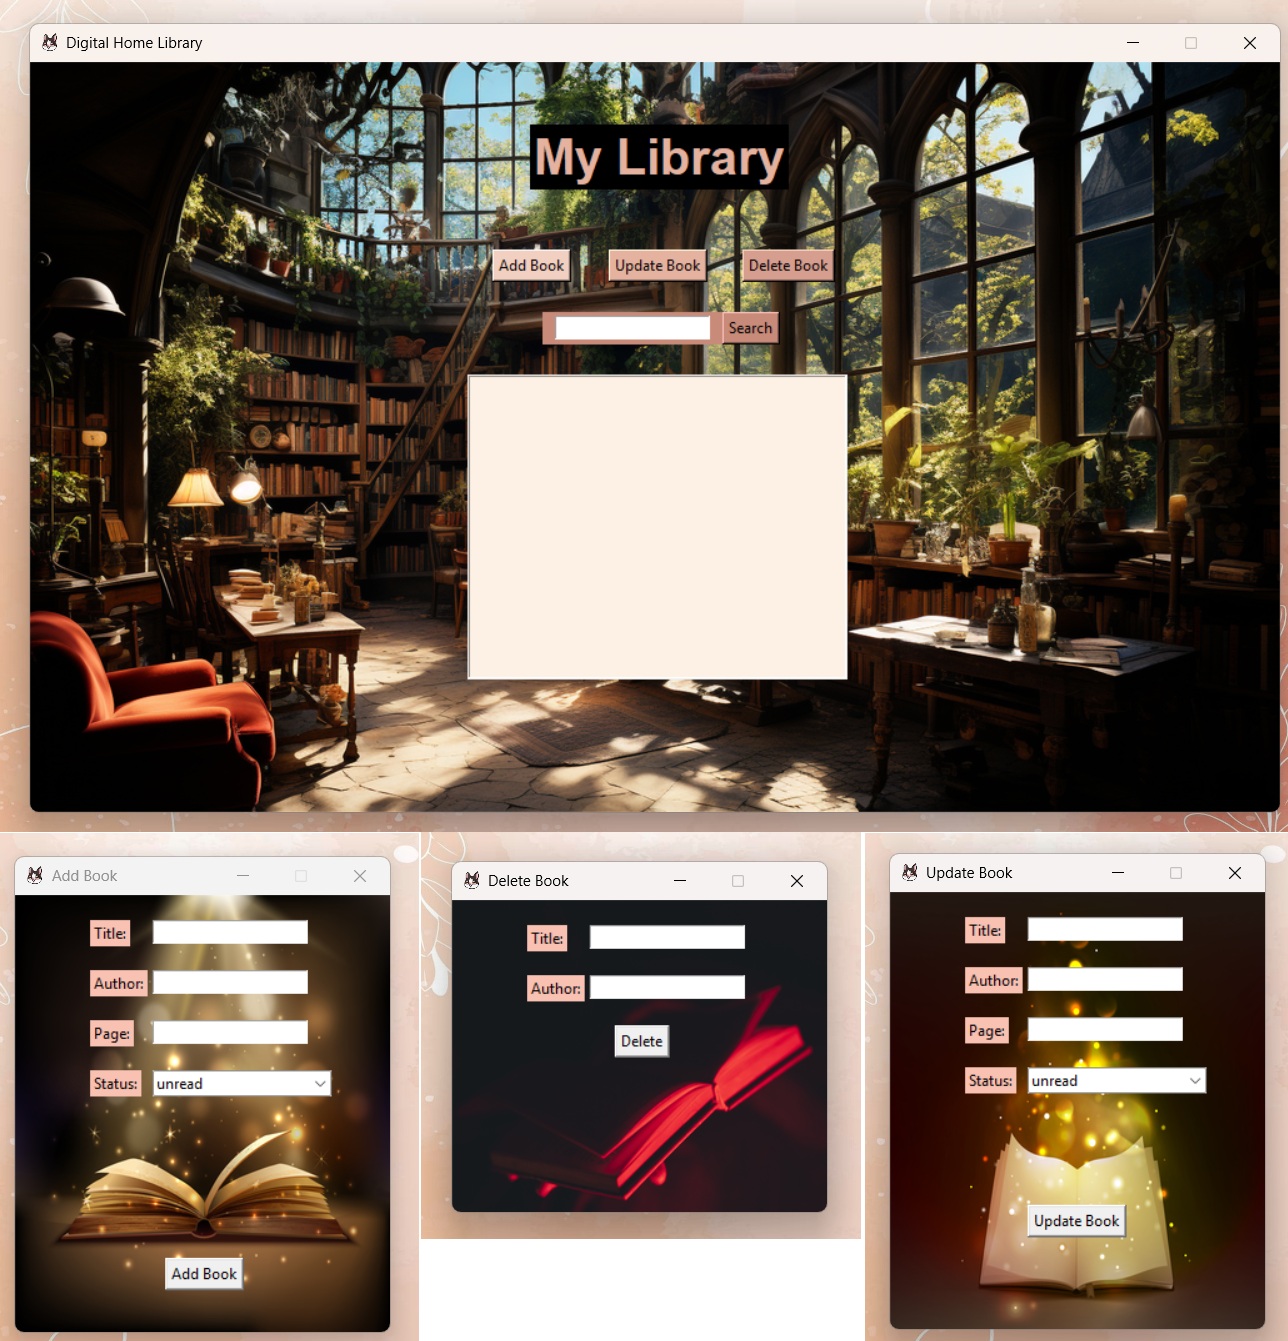 Digital Home Library
My Library
Add Book Update Book Delete Book
Search
Add Book
Title:
Author:
Page:
Status: unread
Add Book
Delete Book
Title:
Author:
Delete
Update Book
Title:
Author:
Page:
Status: unread
Update Book